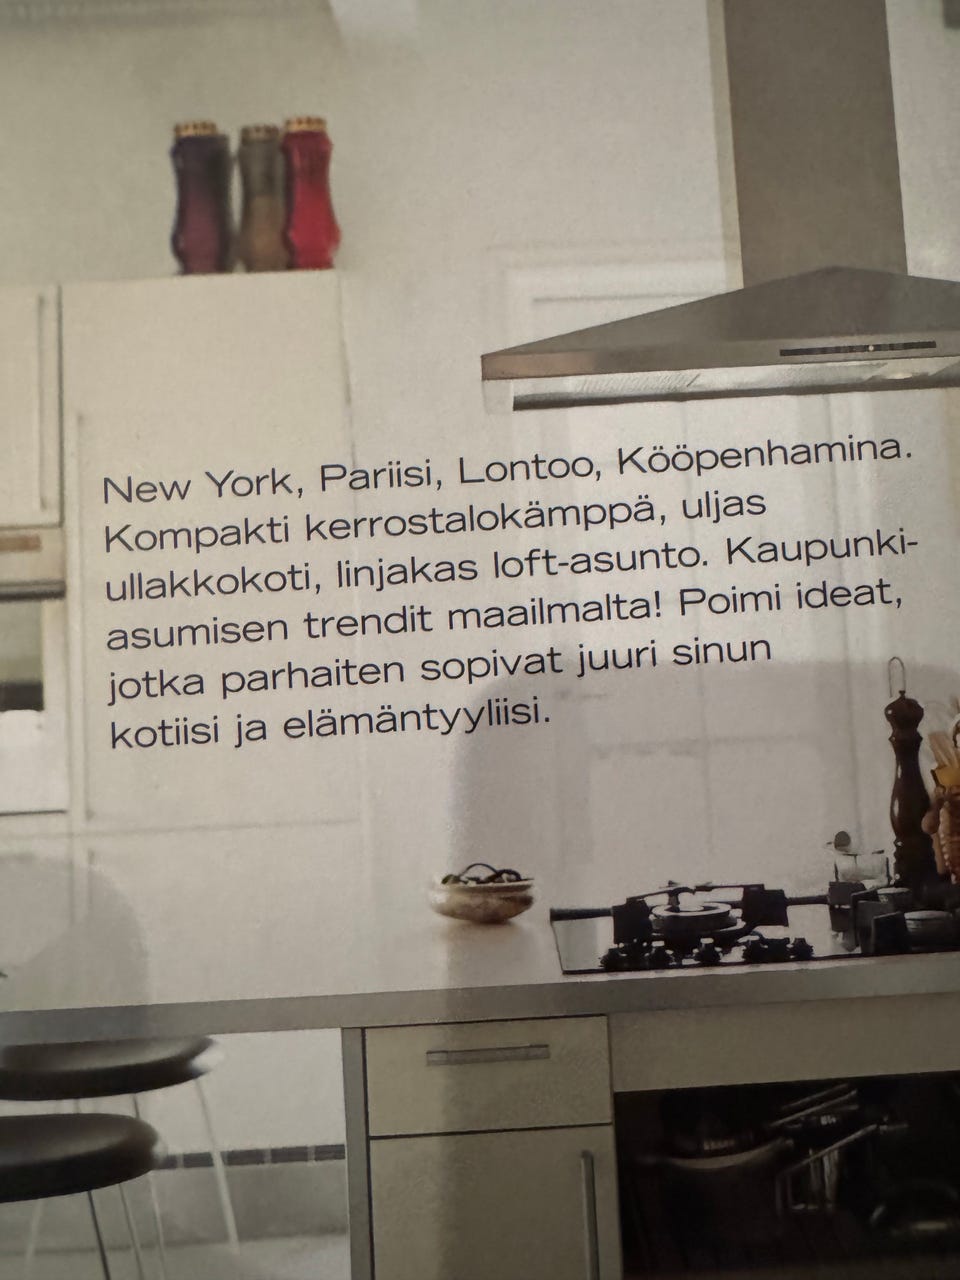 New York, Pariisi, Lontoo, Kööpenhamina.
Kompakti kerrostalokämppä, uljas
ullakkokoti, linjakas loft-asunto. Kaupunki-
asumisen trendit maailmalta! Poimi ideat,
jotka parhaiten sopivat juuri sinun
kotiisi ja elämäntyyliisi.